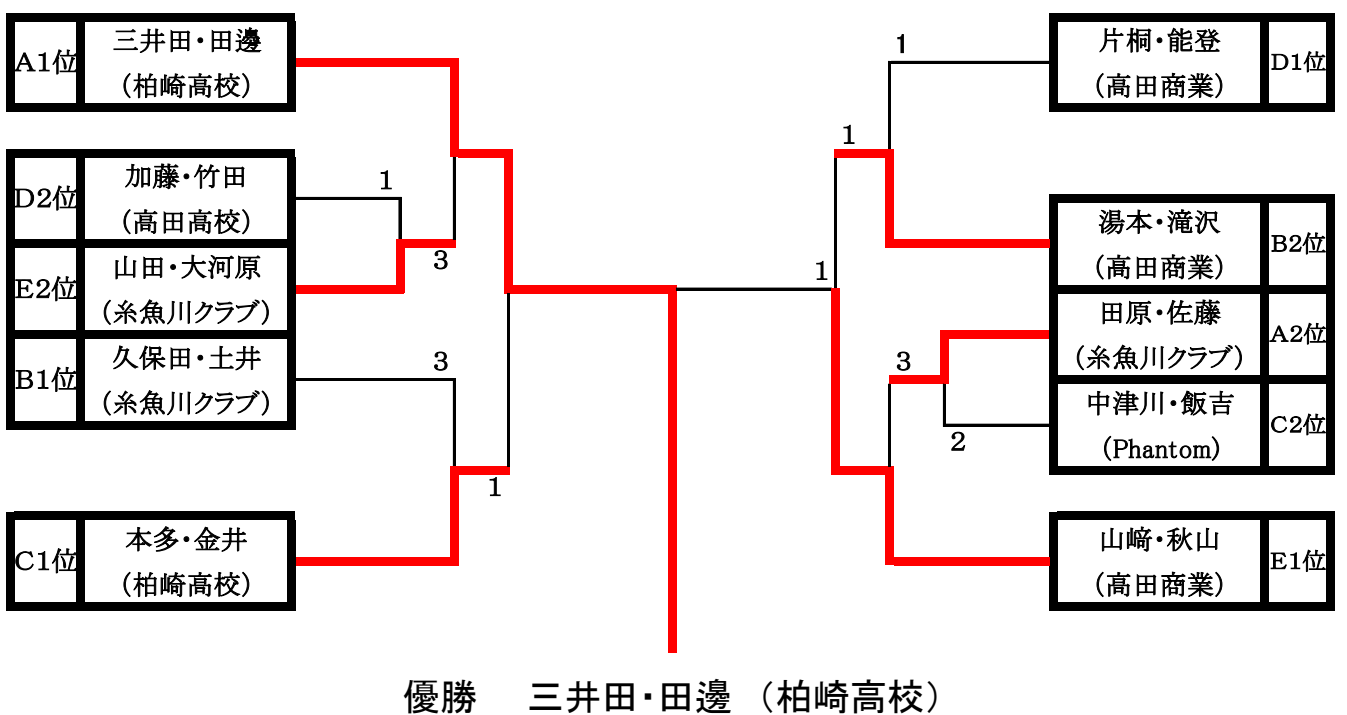 A1位
三井田・田邊
(柏崎高校)
D2位
加藤・竹田
(高田高校)
E2位
山田・大河原
(糸魚川クラブ)
B1位
久保田・土井
(糸魚川クラブ)
C1位
本多・金井
(柏崎高校)
1
3
3
1
1
1
1
3
2
片桐・能登
(高田商業)
D1位
湯本・滝沢
(高田商業)
B2位
田原・佐藤
(糸魚川クラブ)
A2位
中津川・飯吉
(Phantom)
C2位
山﨑・秋山
(高田商業)
E1位
優勝 三井田・田邊 (柏崎高校)